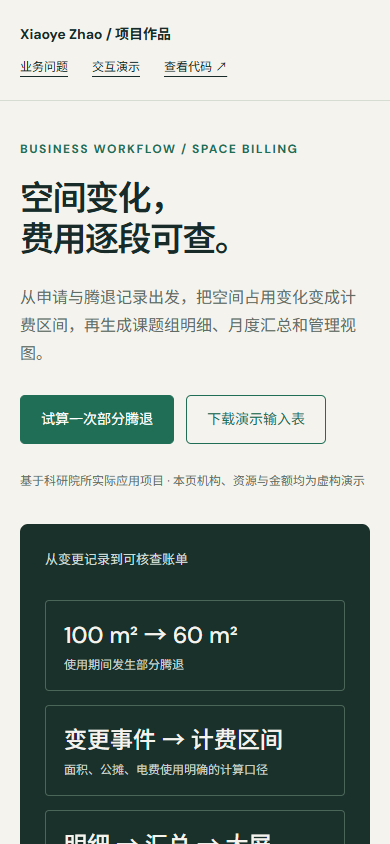 Xiaoye Zhao / 项目作品
业务问题 交互演示 查看代码 ↗
BUSINESS WORKFLOW / SPACE BILLING
空间变化，
费用逐段可查。
从申请与腾退记录出发，把空间占用变化变成计
费区间，再生成课题组明细、月度汇总和管理视
图。
试算一次部分腾退 下载演示输入表
基于科研院所实际应用项目 · 本页机构、资源与金额均为虚构演示
从变更记录到可核查账单
100 m² → 60 m²
使用期间发生部分腾退
变更事件 → 计费区间
面积、公摊、电费使用明确的计算口径
明细 → 汇总 → 大屏